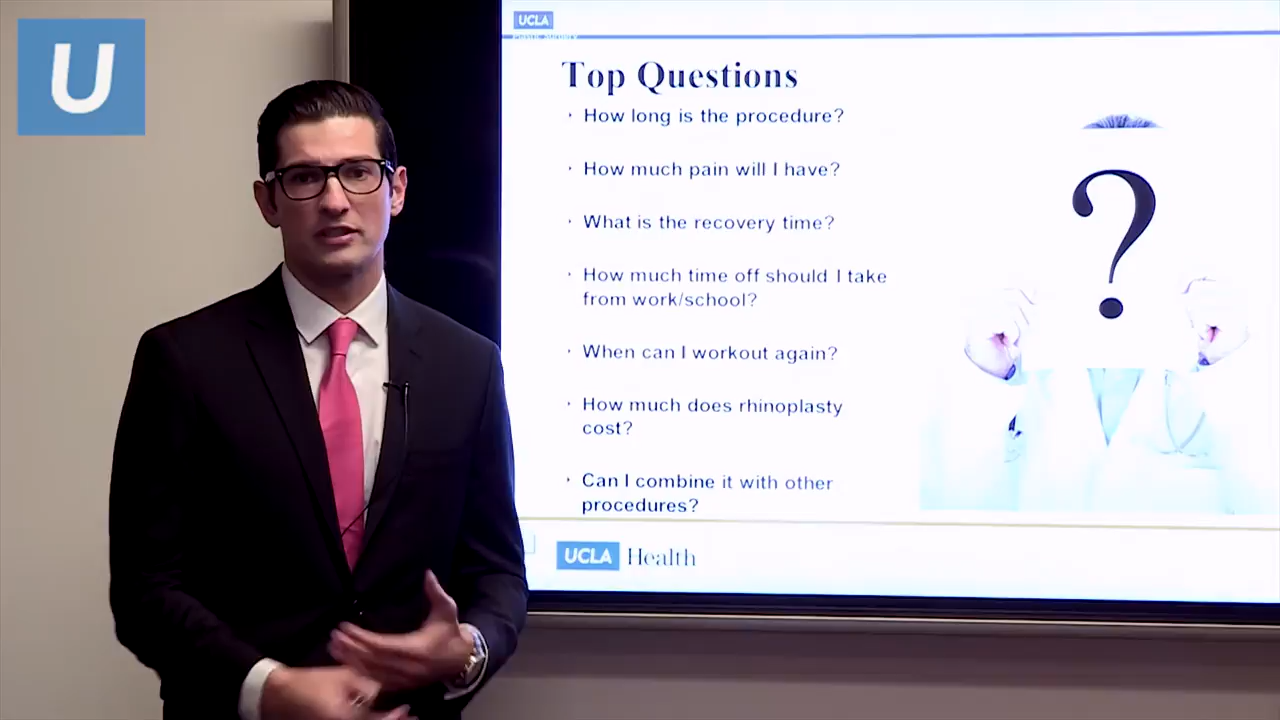 U
UCLA
Plastic Surgery
Top Questions
· How long is the procedure?
· How much pain will I have?
· What is the recovery time?
· How much time off should I take
from work/school?
· When can I workout again?
· How much does rhinoplasty
cost?
· Can I combine it with other
procedures?
?
UCLA Health